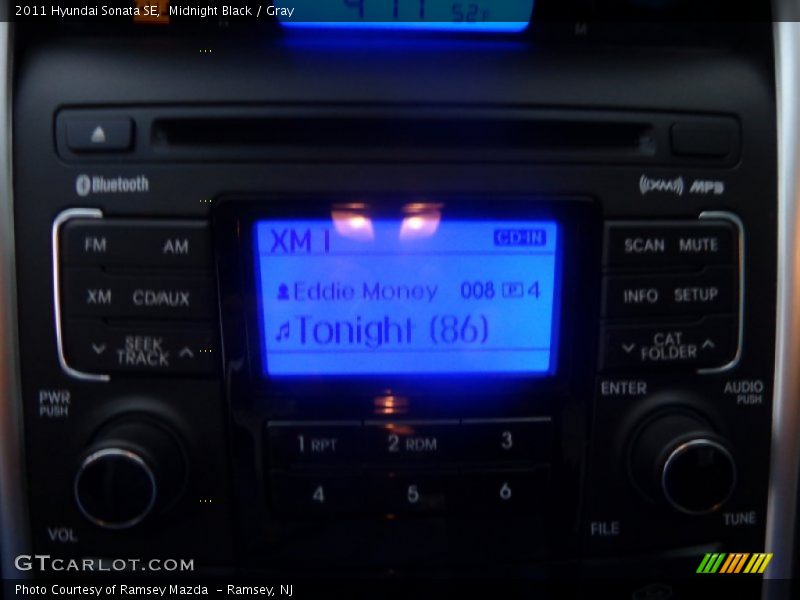 2011 Hyundai Sonata SE,  Midnight Black / Gray
52F
M
Bluetooth
((XM)) MP3
FM AM
XM 1 CD-IN
SCAN MUTE
XM CD/AUX
Eddie Money 008 P 4
INFO SETUP
Tonight (86)
SEEK TRACK
CAT FOLDER
PWR PUSH
ENTER
AUDIO PUSH
1 RPT 2 RDM 3
4 5 6
VOL
FILE
TUNE
GTCARLOT.COM
Photo Courtesy of Ramsey Mazda  - Ramsey, NJ